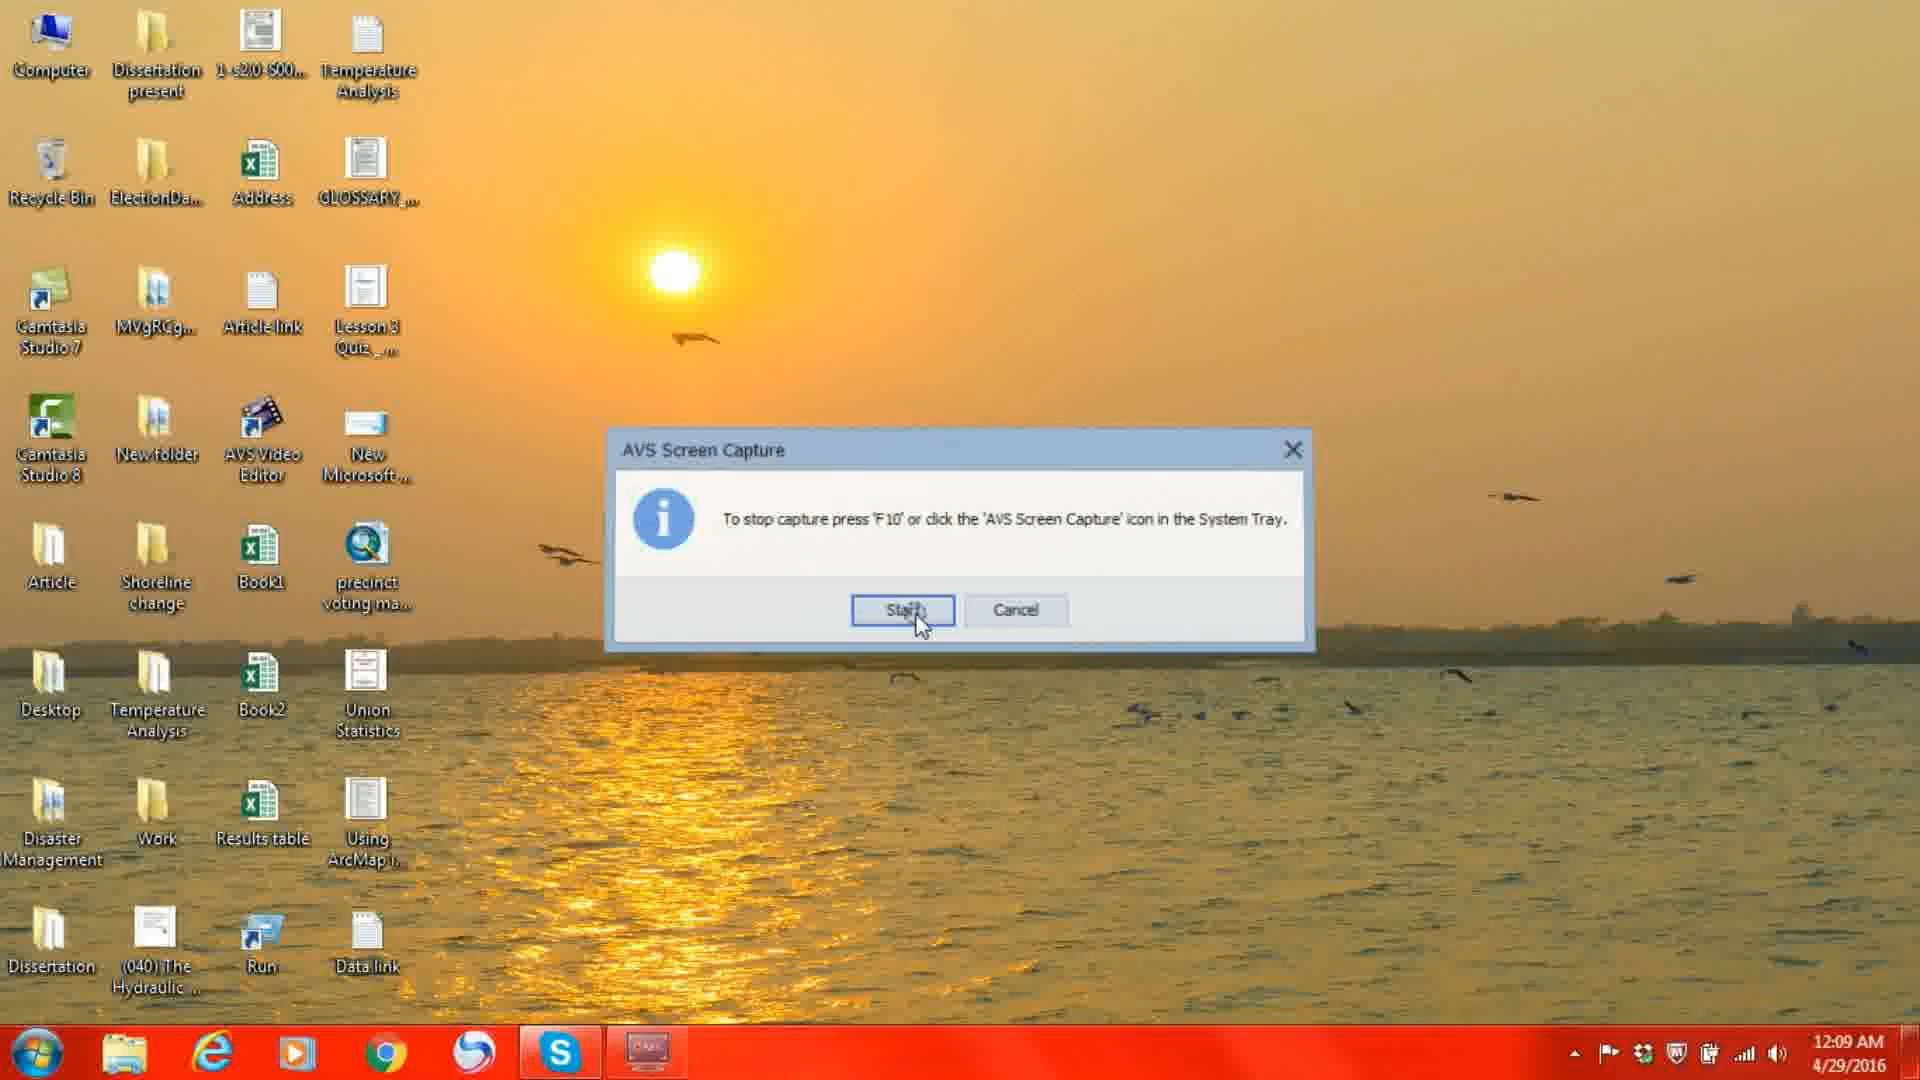 Computer
Dissertation
present
1-s2.0-S00...
Temperature
Analysis
Recycle Bin
ElectionDa...
Address
GLOSSARY_...
Camtasia
Studio 7
MVgRCg...
Article link
Lesson 3
Quiz_...
Camtasia
Studio 8
New folder
AVS Video
Editor
New
Microsoft...
AVS Screen Capture
To stop capture press 'F10' or click the 'AVS Screen Capture' icon in the System Tray.
Start
Cancel
Article
Shoreline
change
Book1
precinct
voting ma...
Desktop
Temperature
Analysis
Book2
Union
Statistics
Disaster
Management
Work
Results table
Using
ArcMap i...
Dissertation
(040) The
Hydraulic ...
Run
Data link
12:09 AM
4/29/2016